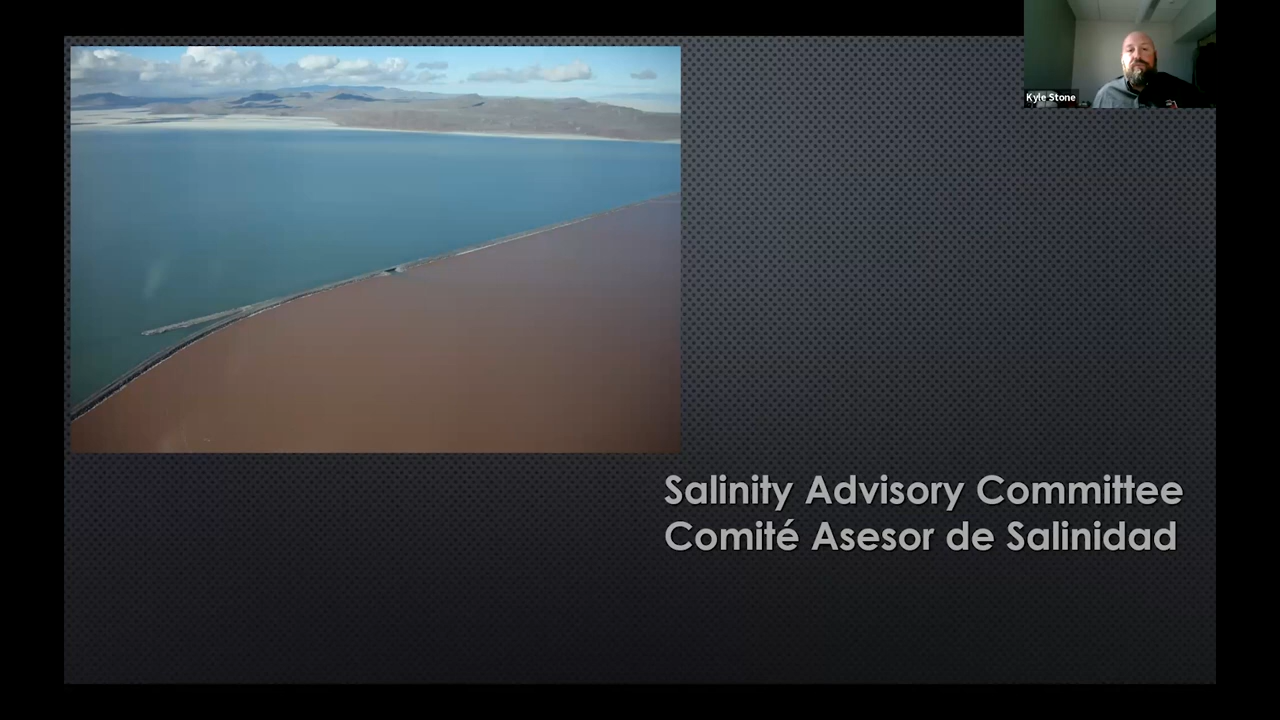 Kyle Stone
Salinity Advisory Committee
Comité Asesor de Salinidad